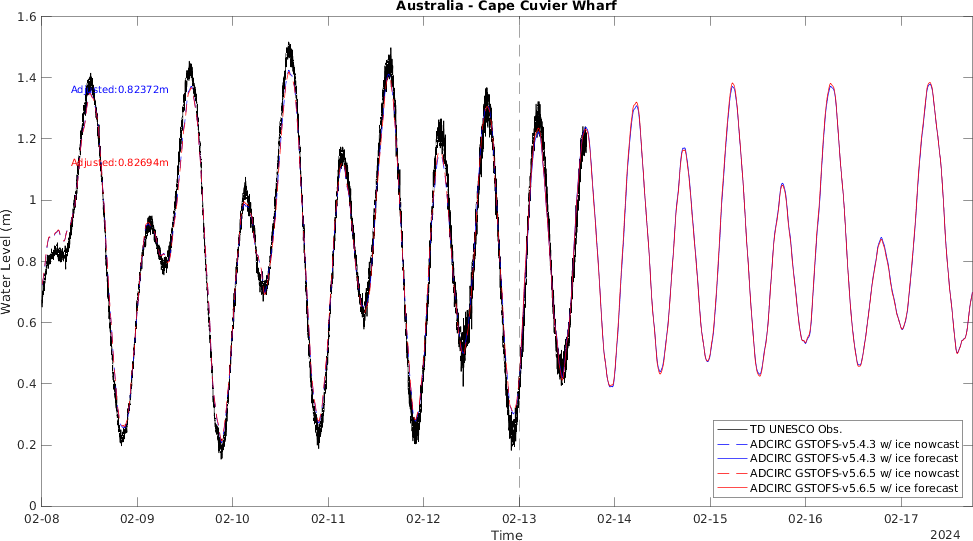 Australia - Cape Cuvier Wharf
1.6
1.4
1.2
1
0.8
0.6
0.4
0.2
0
Water Level (m)
Adjusted:0.82372m
Adjusted:0.82694m
TD UNESCO Obs.
ADCIRC GSTOFS-v5.4.3 w/ ice nowcast
ADCIRC GSTOFS-v5.4.3 w/ ice forecast
ADCIRC GSTOFS-v5.6.5 w/ ice nowcast
ADCIRC GSTOFS-v5.6.5 w/ ice forecast
02-08 02-09 02-10 02-11 02-12 02-13 02-14 02-15 02-16 02-17
Time
2024